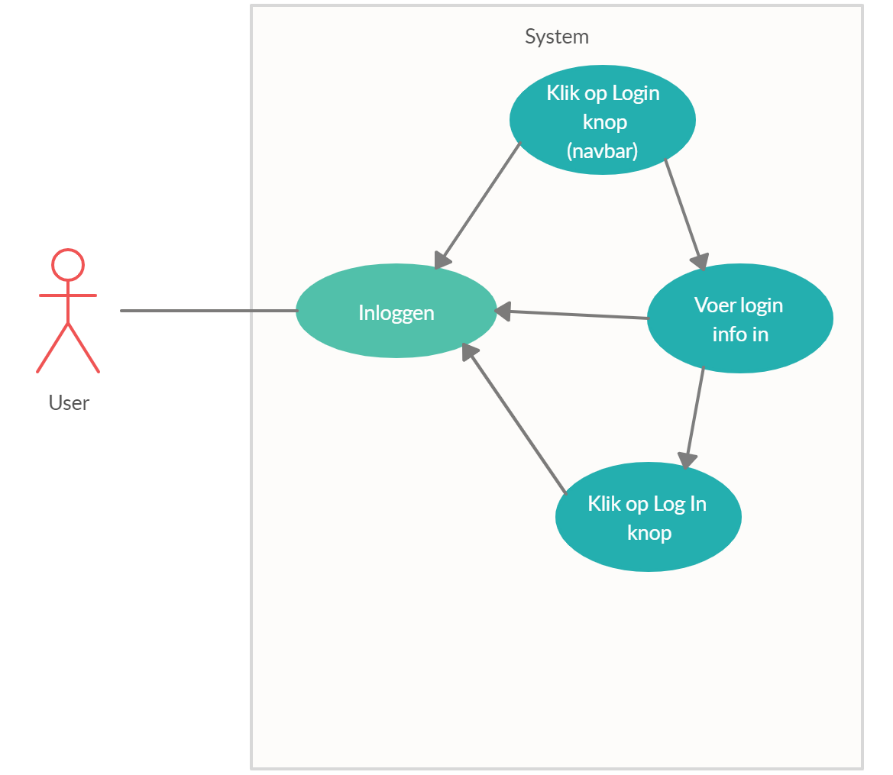 System
Klik op Login
knop
(navbar)
Inloggen
Voer login
info in
User
Klik op Log In
knop